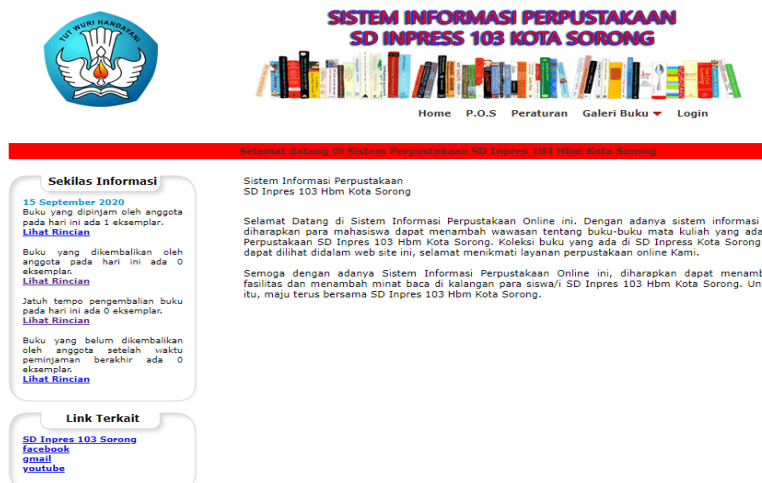 TUT WURI HANDAYANI
SISTEM INFORMASI PERPUSTAKAAN
SD INPRESS 103 KOTA SORONG
Home P.O.S Peraturan Galeri Buku Login
Selamat datang Di Sistem Perpustakaan SD Inpres 103 Hbm Kota Sorong
Sekilas Informasi
15 September 2020
Buku yang dipinjam oleh anggota
pada hari ini ada 1 eksemplar.
Lihat Rincian
Buku yang dikembalikan oleh
anggota pada hari ini ada 0
eksemplar.
Lihat Rincian
Jatuh tempo pengembalian buku
pada hari ini ada 0 eksemplar.
Lihat Rincian
Buku yang belum dikembalikan
oleh anggota setelah waktu
peminjaman berakhir ada 0
eksemplar.
Lihat Rincian
Link Terkait
SD Inpres 103 Sorong
facebook
gmail
youtube
Sistem Informasi Perpustakaan
SD Inpres 103 Hbm Kota Sorong
Selamat Datang di Sistem Informasi Perpustakaan Online ini. Dengan adanya sistem informasi
diharapkan para mahasiswa dapat menambah wawasan tentang buku-buku mata kuliah yang ada
Perpustakaan SD Inpres 103 Hbm Kota Sorong. Koleksi buku yang ada di SD Inpress Kota Sorong
dapat dilihat didalam web site ini, selamat menikmati layanan perpustakaan online Kami.
Semoga dengan adanya Sistem Informasi Perpustakaan Online ini, diharapkan dapat menamb
fasilitas dan menambah minat baca di kalangan para siswa/i SD Inpres 103 Hbm Kota Sorong. Un
itu, maju terus bersama SD Inpres 103 Hbm Kota Sorong.